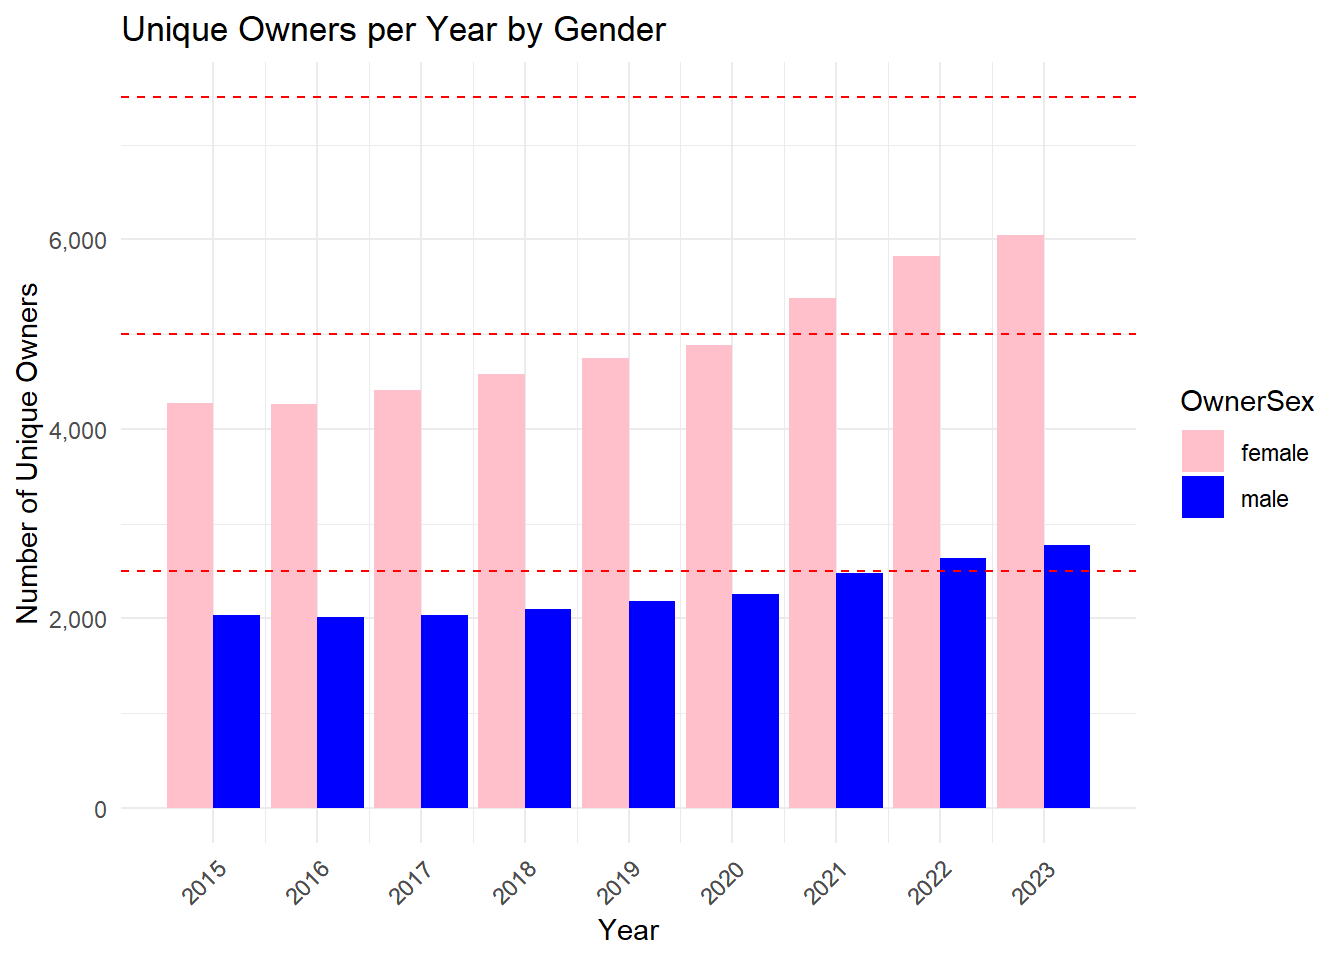 Unique Owners per Year by Gender
Number of Unique Owners
6,000
4,000
2,000
0
2015
2016
2017
2018
2019
2020
2021
2022
2023
Year
OwnerSex
female
male